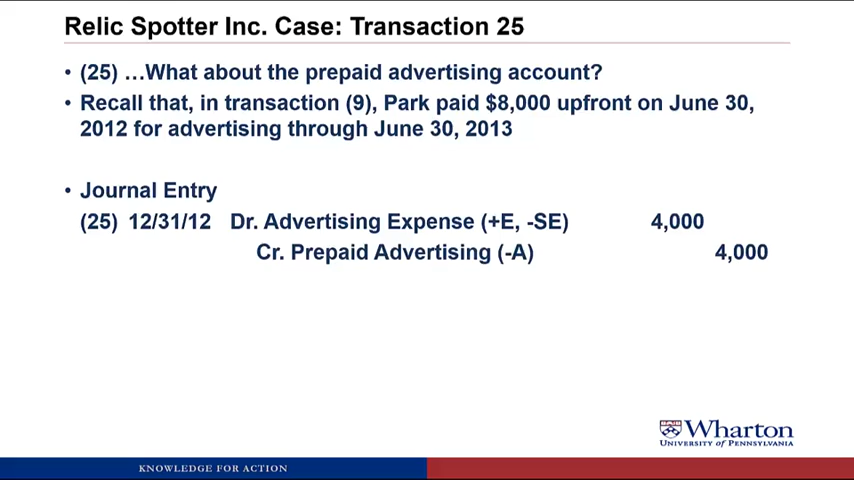 Relic Spotter Inc. Case: Transaction 25
• (25) …What about the prepaid advertising account?
• Recall that, in transaction (9), Park paid $8,000 upfront on June 30,
2012 for advertising through June 30, 2013
• Journal Entry
(25) 12/31/12 Dr. Advertising Expense (+E, -SE) 4,000
Cr. Prepaid Advertising (-A) 4,000
Wharton
UNIVERSITY of PENNSYLVANIA
KNOWLEDGE FOR ACTION